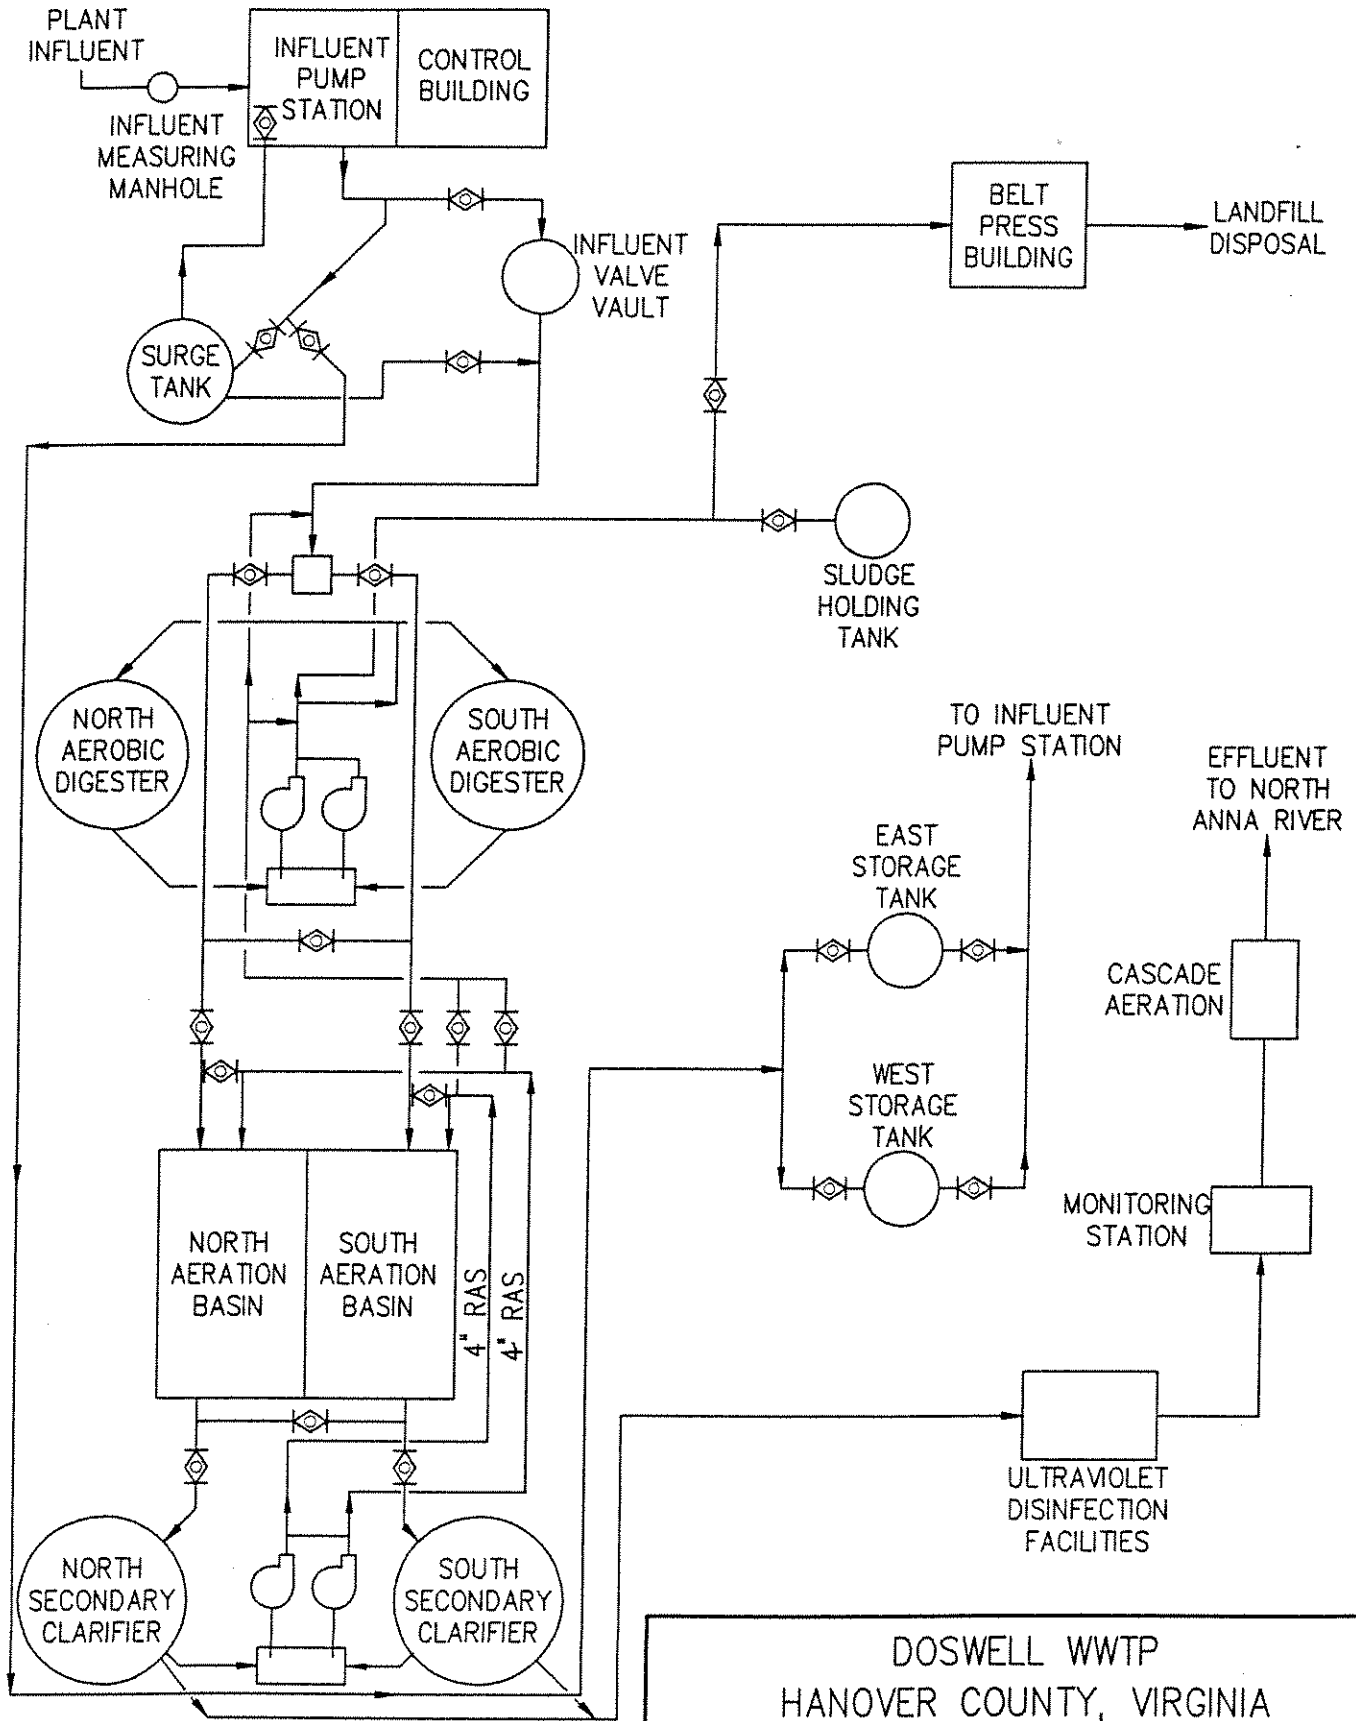 PLANT
INFLUENT
INFLUENT
PUMP
STATION
CONTROL
BUILDING
INFLUENT
MEASURING
MANHOLE
BELT
PRESS
BUILDING
LANDFILL
DISPOSAL
INFLUENT
VALVE
VAULT
SURGE
TANK
SLUDGE
HOLDING
TANK
NORTH
AEROBIC
DIGESTER
SOUTH
AEROBIC
DIGESTER
TO INFLUENT
PUMP STATION
EFFLUENT
TO NORTH
ANNA RIVER
EAST
STORAGE
TANK
CASCADE
AERATION
WEST
STORAGE
TANK
MONITORING
STATION
NORTH
AERATION
BASIN
SOUTH
AERATION
BASIN
4" RAS
4" RAS
ULTRAVIOLET
DISINFECTION
FACILITIES
NORTH
SECONDARY
CLARIFIER
SOUTH
SECONDARY
CLARIFIER
DOSWELL WWTP
HANOVER COUNTY, VIRGINIA